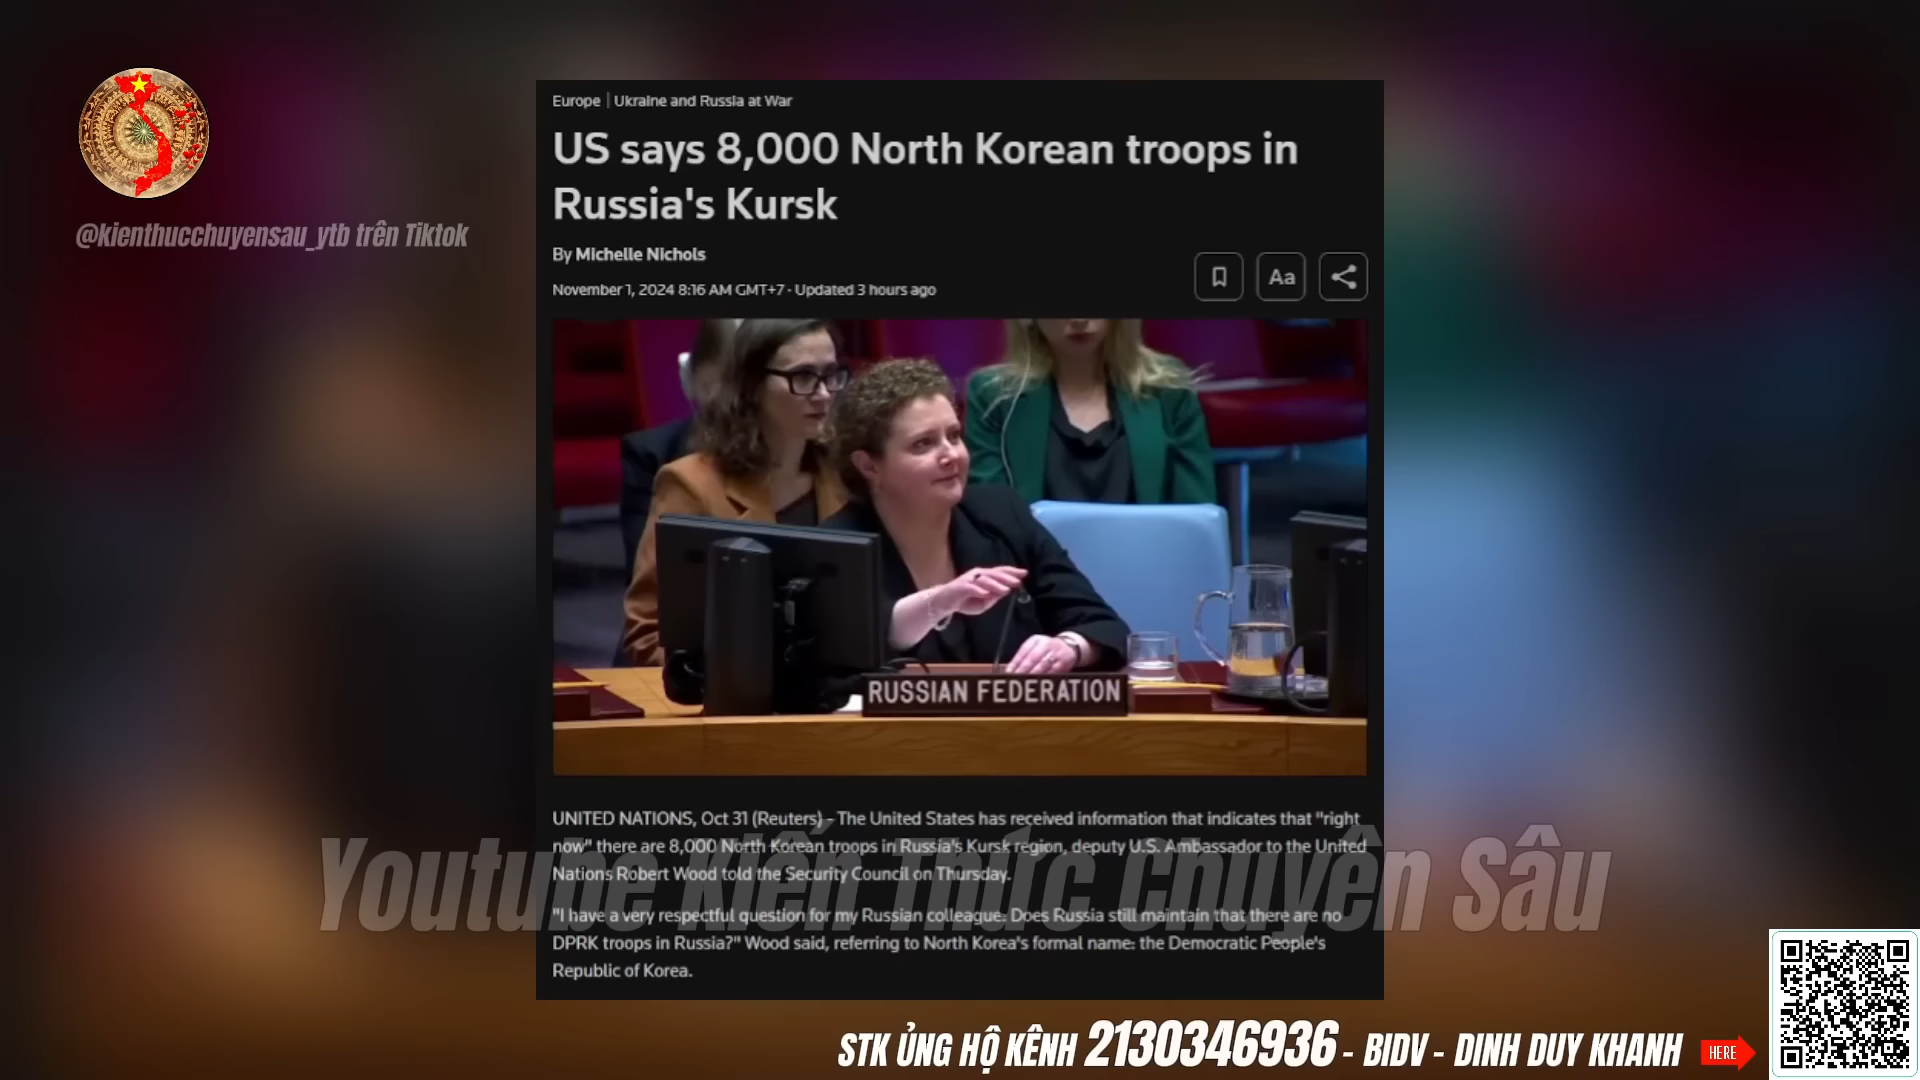 @kienthucchuyensau_ytb trên Tiktok
Europe | Ukraine and Russia at War
US says 8,000 North Korean troops in
Russia's Kursk
By Michelle Nichols
November 1, 2024 8:16 AM GMT+7 · Updated 3 hours ago
Aa
RUSSIAN FEDERATION
UNITED NATIONS, Oct 31 (Reuters) - The United States has received information that indicates that "right
now" there are 8,000 North Korean troops in Russia's Kursk region, deputy U.S. Ambassador to the United
Nations Robert Wood told the Security Council on Thursday.
Youtube Kiến Thức Chuyên Sâu
"I have a very respectful question for my Russian colleague: Does Russia still maintain that there are no
DPRK troops in Russia?" Wood said, referring to North Korea's formal name: the Democratic People's
Republic of Korea.
STK ỦNG HỘ KÊNH 2130346936 - BIDV - DINH DUY KHANH
HERE